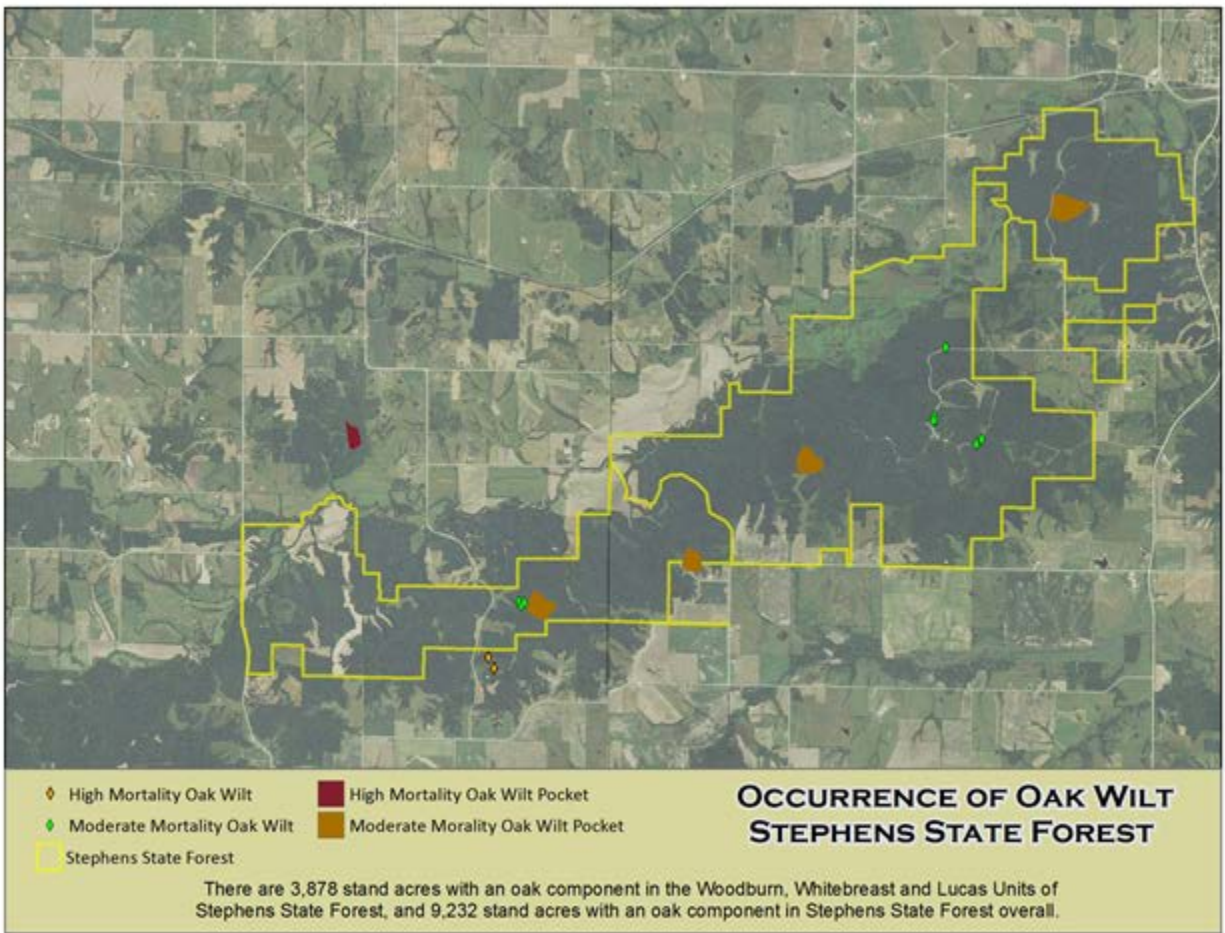 High Mortality Oak Wilt
High Mortality Oak Wilt Pocket
Moderate Mortality Oak Wilt
Moderate Morality Oak Wilt Pocket
Stephens State Forest
OCCURRENCE OF OAK WILT
STEPHENS STATE FOREST
There are 3,878 stand acres with an oak component in the Woodburn, Whitebreast and Lucas Units of
Stephens State Forest, and 9,232 stand acres with an oak component in Stephens State Forest overall.